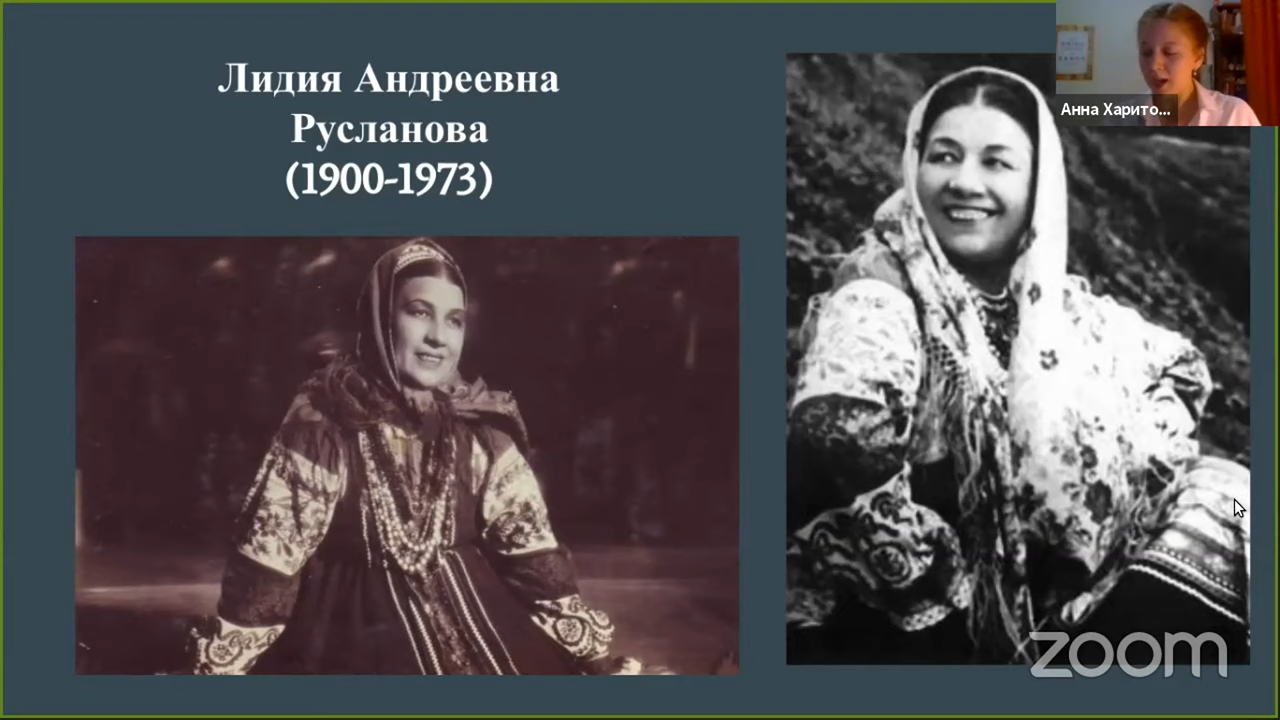 Лидия Андреевна
Русланова
(1900-1973)
Анна Харито...
zoom